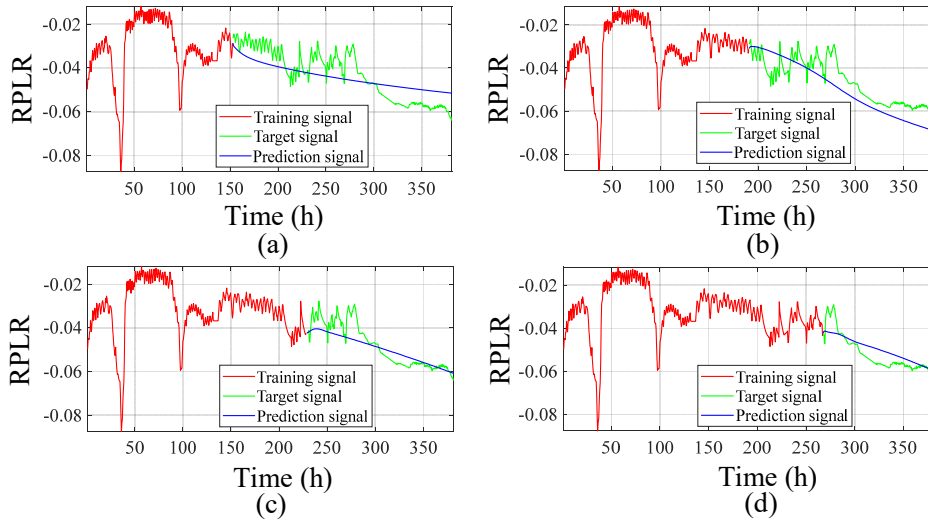 -0.02
-0.04
-0.06
-0.08
RPLR
Training signal
Target signal
Prediction signal
50 100 150 200 250 300 350
Time (h)
(a)
-0.02
-0.04
-0.06
-0.08
RPLR
Training signal
Target signal
Prediction signal
50 100 150 200 250 300 350
Time (h)
(b)
-0.02
-0.04
-0.06
-0.08
RPLR
Training signal
Target signal
Prediction signal
50 100 150 200 250 300 350
Time (h)
(c)
-0.02
-0.04
-0.06
-0.08
RPLR
Training signal
Target signal
Prediction signal
50 100 150 200 250 300 350
Time (h)
(d)